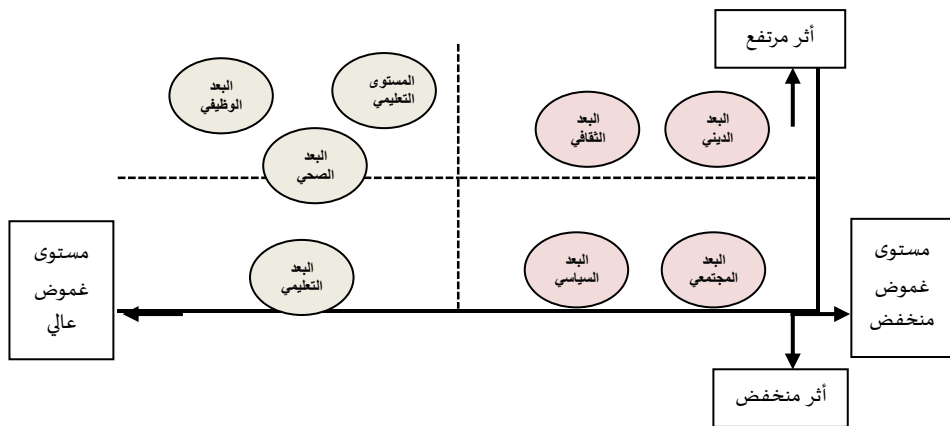 أثر مرتفع
المستوى
التعليمي
البعد
الوظيفي
البعد
الديني
البعد
الثقافي
البعد
الصحي
مستوى
غموض
منخفض
البعد
المجتمعي
البعد
السياسي
البعد
التعليمي
مستوى
غموض
عالي
أثر منخفض